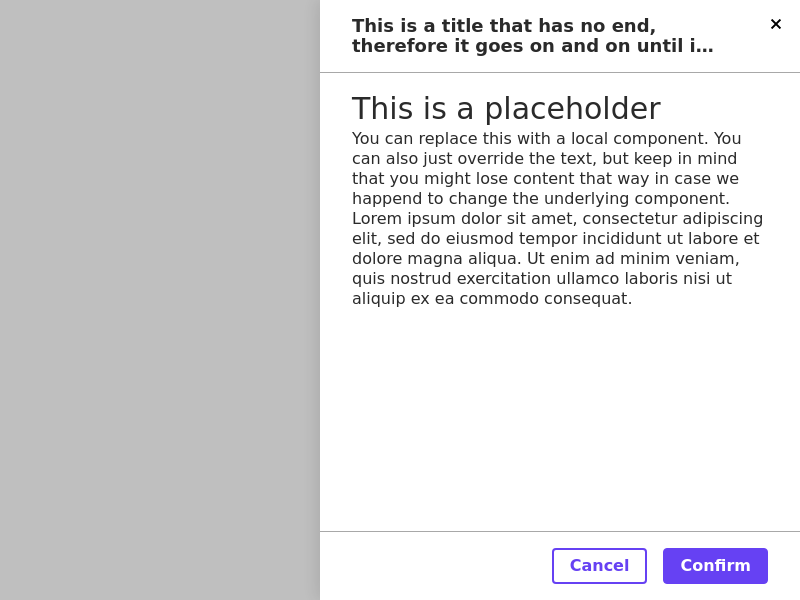 This is a title that has no end,
therefore it goes on and on until i…
This is a placeholder
You can replace this with a local component. You
can also just override the text, but keep in mind
that you might lose content that way in case we
happend to change the underlying component.
Lorem ipsum dolor sit amet, consectetur adipiscing
elit, sed do eiusmod tempor incididunt ut labore et
dolore magna aliqua. Ut enim ad minim veniam,
quis nostrud exercitation ullamco laboris nisi ut
aliquip ex ea commodo consequat.
Cancel
Confirm